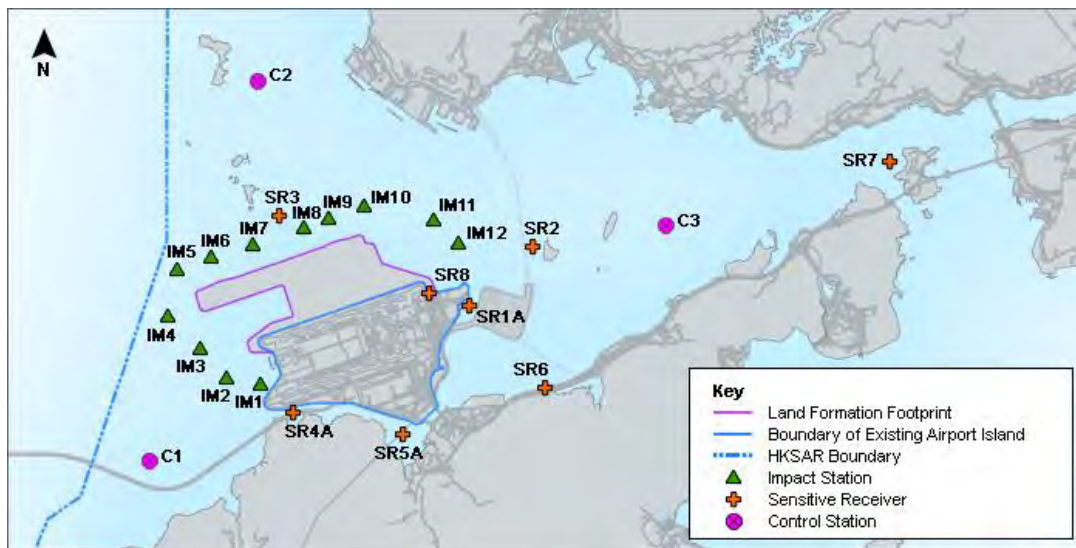 N
C2
SR7
SR3
IM9
IM10
IM8
IM11
IM7
IM12
SR2
C3
IM6
IM5
SR8
SR1A
IM4
IM3
IM2
IM1
SR6
SR4A
SR5A
C1
Key
Land Formation Footprint
Boundary of Existing Airport Island
HKSAR Boundary
Impact Station
Sensitive Receiver
Control Station